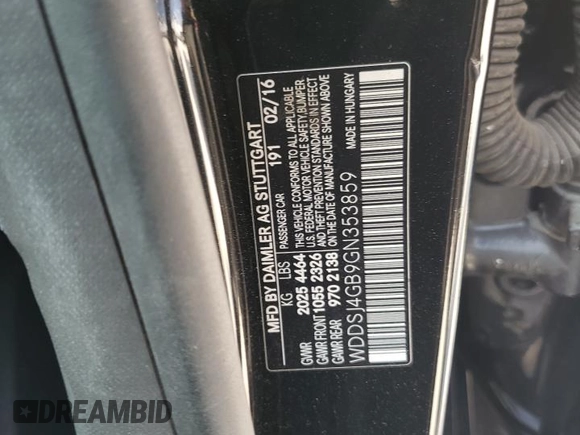 MFD BY DAIMLER AG STUTTGART
PASSENGER CAR 191 02/16
KG LBS
GVWR 2025 4464
GAWR FRONT 1055 2326
GAWR REAR 970 2138
THIS VEHICLE CONFORMS TO ALL APPLICABLE
U.S. FEDERAL MOTOR VEHICLE SAFETY, BUMPER,
AND THEFT PREVENTION STANDARDS IN EFFECT
ON THE DATE OF MANUFACTURE SHOWN ABOVE
MADE IN HUNGARY
WDDSJ4GB9GN353859
DREAMBID